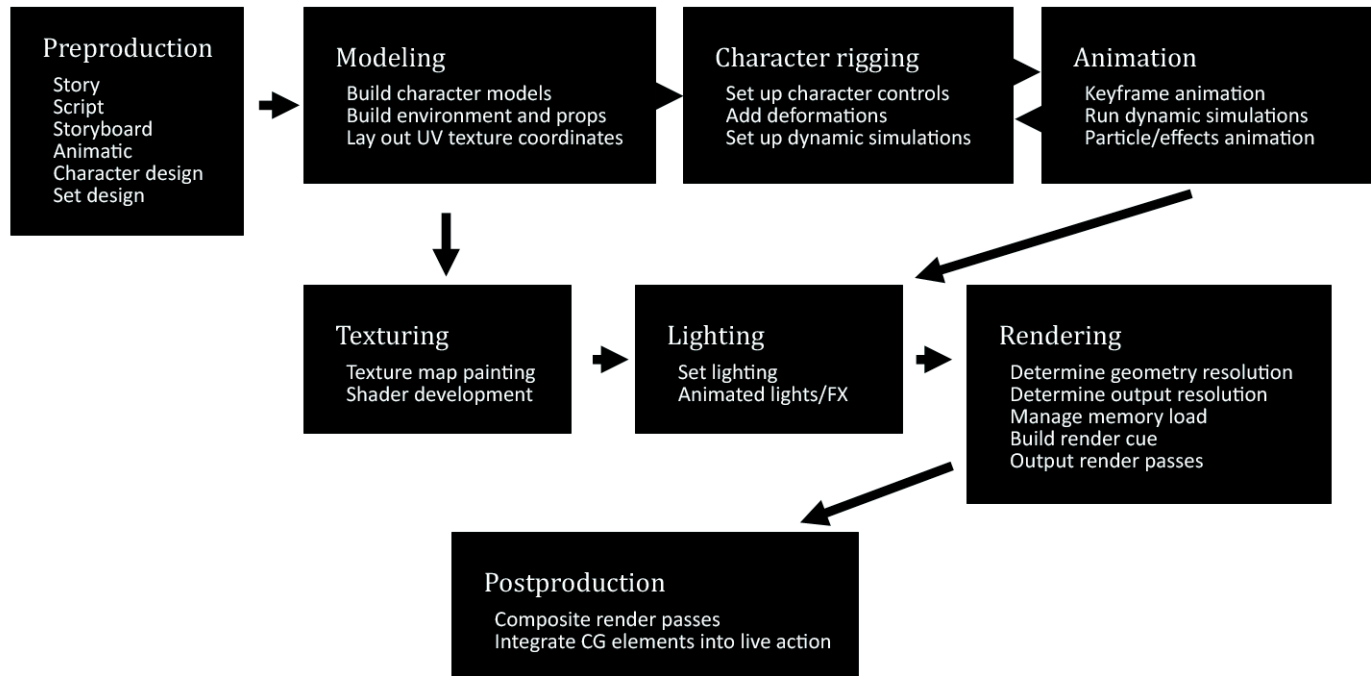 Preproduction
Story
Script
Storyboard
Animatic
Character design
Set design
Modeling
Build character models
Build environment and props
Lay out UV texture coordinates
Character rigging
Set up character controls
Add deformations
Set up dynamic simulations
Animation
Keyframe animation
Run dynamic simulations
Particle/effects animation
Texturing
Texture map painting
Shader development
Lighting
Set lighting
Animated lights/FX
Rendering
Determine geometry resolution
Determine output resolution
Manage memory load
Build render cue
Output render passes
Postproduction
Composite render passes
Integrate CG elements into live action